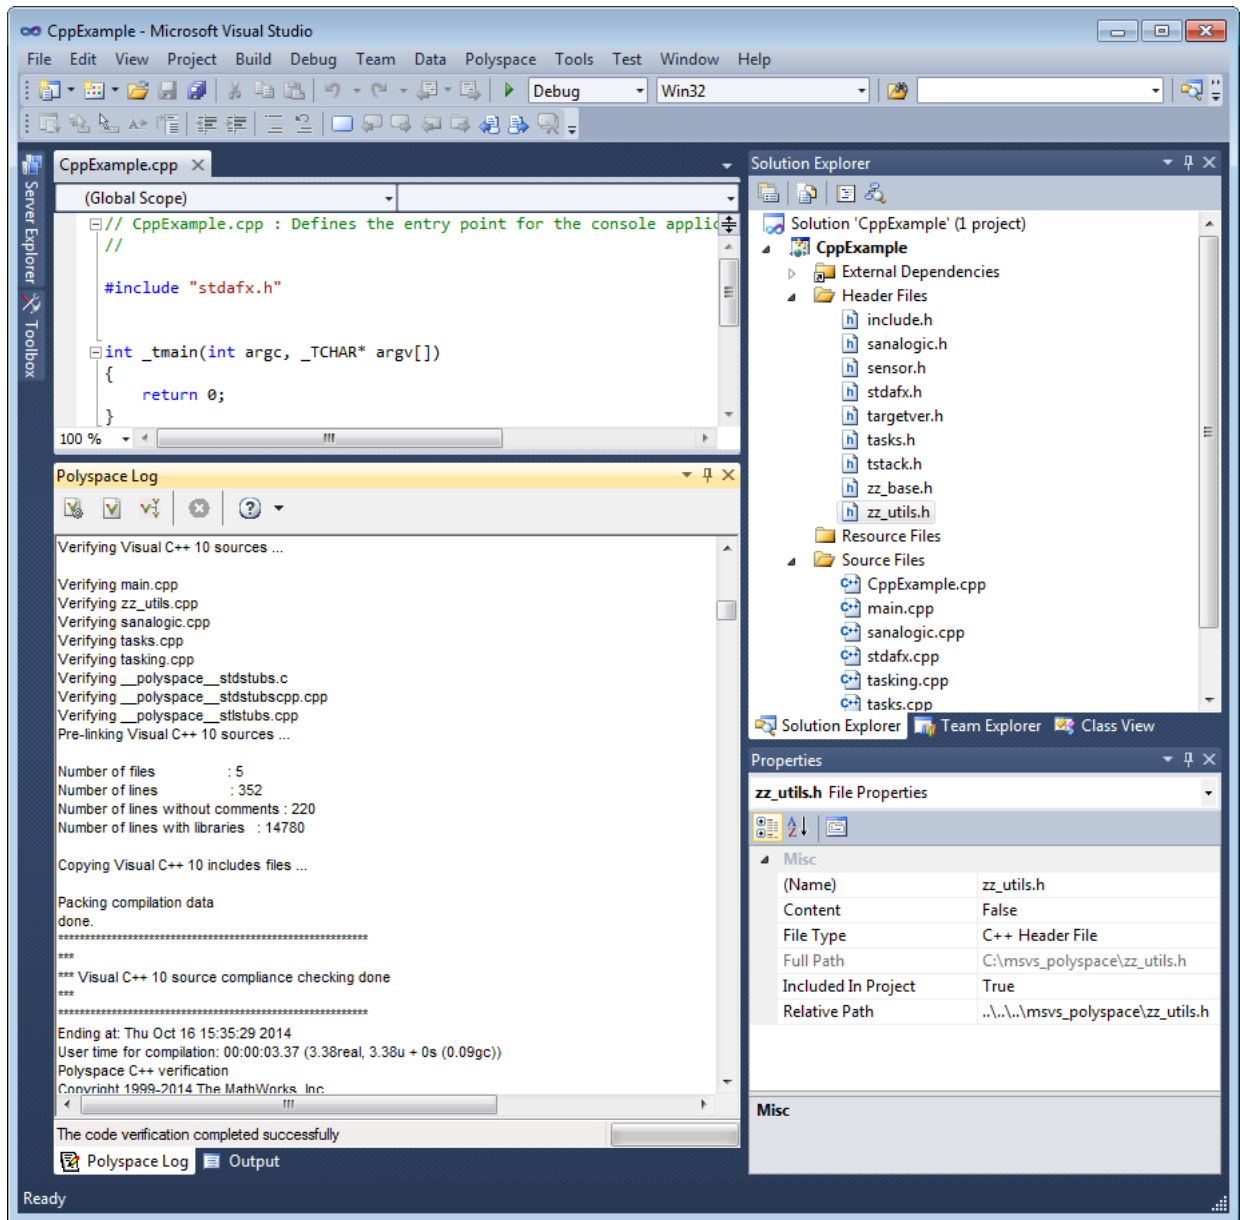 CppExample - Microsoft Visual Studio
File Edit View Project Build Debug Team Data Polyspace Tools Test Window Help
Debug Win32
Server Explorer
Toolbox
CppExample.cpp
(Global Scope)
// CppExample.cpp : Defines the entry point for the console applic
//
#include "stdafx.h"
int _tmain(int argc, _TCHAR* argv[])
{
return 0;
}
100 %
Polyspace Log
Verifying Visual C++ 10 sources ...
Verifying main.cpp
Verifying zz_utils.cpp
Verifying sanalogic.cpp
Verifying tasks.cpp
Verifying tasking.cpp
Verifying __polyspace__stdstubs.c
Verifying __polyspace__stdstubscpp.cpp
Verifying __polyspace__stlstubs.cpp
Pre-linking Visual C++ 10 sources ...
Number of files : 5
Number of lines : 352
Number of lines without comments : 220
Number of lines with libraries : 14780
Copying Visual C++ 10 includes files ...
Packing compilation data
done.
***********************************************************
***
*** Visual C++ 10 source compliance checking done
***
***********************************************************
Ending at: Thu Oct 16 15:35:29 2014
User time for compilation: 00:00:03.37 (3.38real, 3.38u + 0s (0.09gc))
Polyspace C++ verification
Copyright 1999-2014 The MathWorks, Inc
The code verification completed successfully
Polyspace Log Output
Ready
Solution Explorer
Solution 'CppExample' (1 project)
CppExample
External Dependencies
Header Files
include.h
sanalogic.h
sensor.h
stdafx.h
targetver.h
tasks.h
tstack.h
zz_base.h
zz_utils.h
Resource Files
Source Files
CppExample.cpp
main.cpp
sanalogic.cpp
stdafx.cpp
tasking.cpp
tasks.cpp
Solution Explorer Team Explorer Class View
Properties
zz_utils.h File Properties
Misc
(Name) zz_utils.h
Content False
File Type C++ Header File
Full Path C:\msvs_polyspace\zz_utils.h
Included In Project True
Relative Path ..\..\..\msvs_polyspace\zz_utils.h
Misc